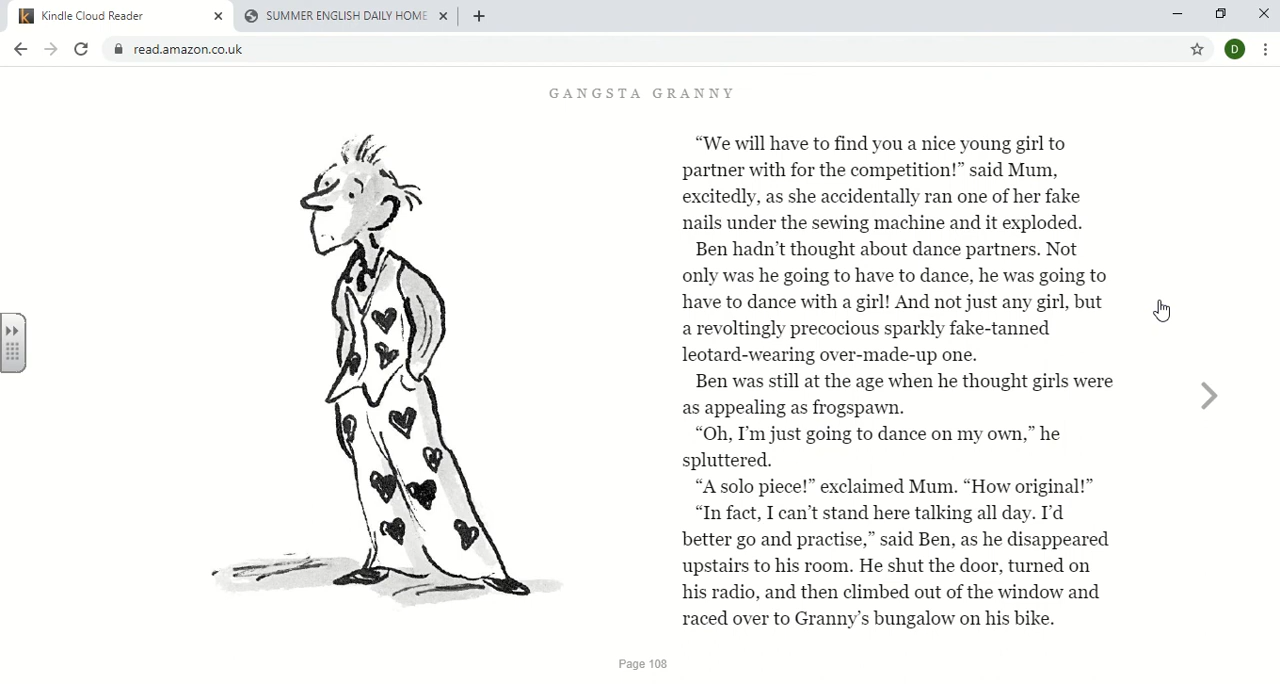 Kindle Cloud Reader
SUMMER ENGLISH DAILY HOME
read.amazon.co.uk
D
GANGSTA GRANNY
“We will have to find you a nice young girl to
partner with for the competition!” said Mum,
excitedly, as she accidentally ran one of her fake
nails under the sewing machine and it exploded.
Ben hadn’t thought about dance partners. Not
only was he going to have to dance, he was going to
have to dance with a girl! And not just any girl, but
a revoltingly precocious sparkly fake-tanned
leotard-wearing over-made-up one.
Ben was still at the age when he thought girls were
as appealing as frogspawn.
“Oh, I’m just going to dance on my own,” he
spluttered.
“A solo piece!” exclaimed Mum. “How original!”
“In fact, I can’t stand here talking all day. I’d
better go and practise,” said Ben, as he disappeared
upstairs to his room. He shut the door, turned on
his radio, and then climbed out of the window and
raced over to Granny’s bungalow on his bike.
Page 108